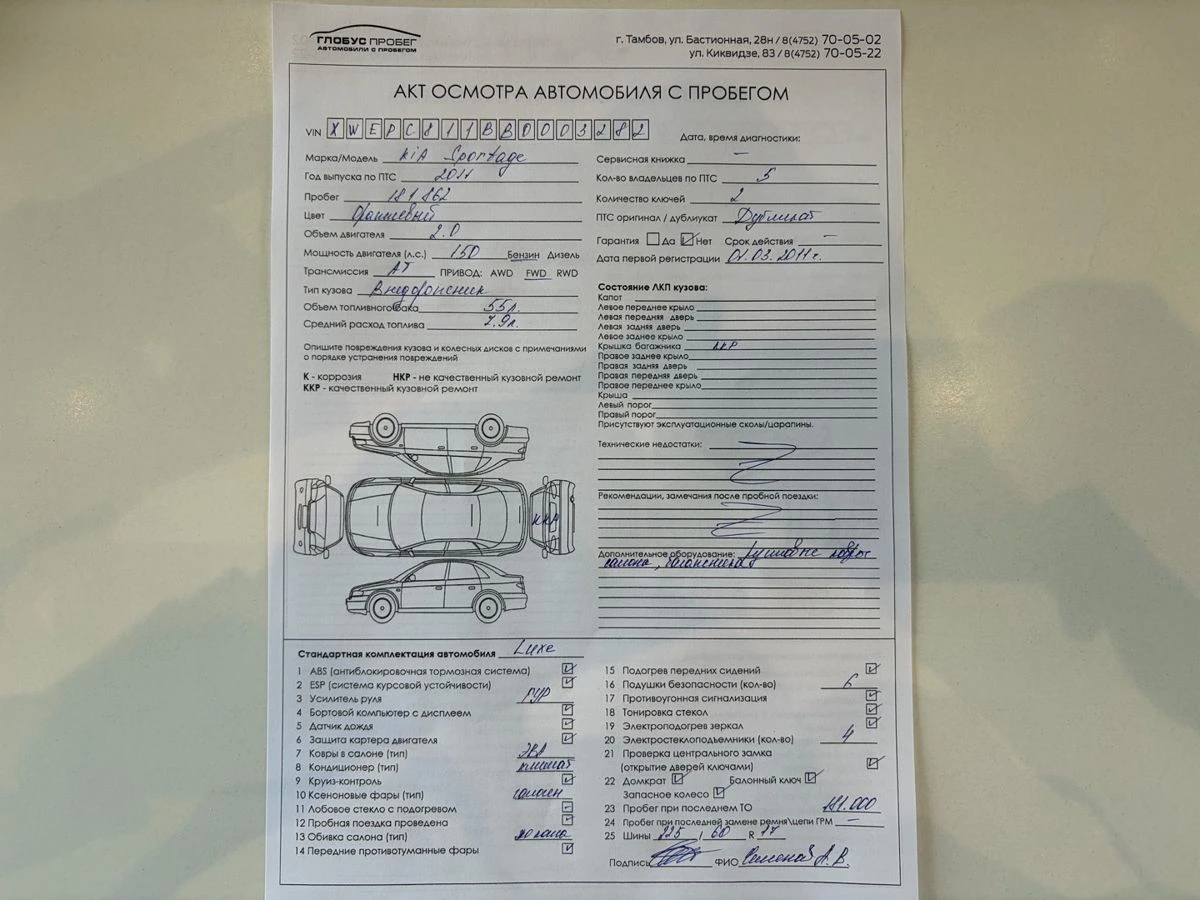 ГЛОБУС ПРОБЕГ
АВТОМОБИЛИ С ПРОБЕГОМ
г. Тамбов, ул. Бастионная, 28н / 8(4752) 70-05-02
ул. Киквидзе, 83 / 8(4752) 70-05-22
АКТ ОСМОТРА АВТОМОБИЛЯ С ПРОБЕГОМ
VIN XWEPC811BB0003282
Дата, время диагностики:
Марка/Модель KIA Sportage
Год выпуска по ПТС 2011
Пробег 181 862
Цвет Оранжевый
Объем двигателя 2.0
Мощность двигателя (л.с.) 150 Бензин Дизель
Трансмиссия АТ ПРИВОД: AWD FWD RWD
Тип кузова Внедорожник
Объем топливного бака 55л.
Средний расход топлива 7.9л.
Сервисная книжка —
Кол-во владельцев по ПТС 5
Количество ключей 2
ПТС оригинал / дубликат Дубликат
Гарантия Да Нет Срок действия —
Дата первой регистрации 01.03.2011г.
Опишите повреждения кузова и колесных дисков с примечаниями
о порядке устранения повреждений
К - коррозия НКР - не качественный кузовной ремонт
ККР - качественный кузовной ремонт
ККР
Состояние ЛКП кузова:
Капот
Левое переднее крыло
Левая передняя дверь
Левая задняя дверь
Левое заднее крыло
Крышка багажника ККР
Правое заднее крыло
Правая задняя дверь
Правая передняя дверь
Правое переднее крыло
Крыша
Левый порог
Правый порог
Присутствуют эксплуатационные сколы/царапины.
Технические недостатки:
Рекомендации, замечания после пробной поездки:
Дополнительное оборудование:
салона, багажника
Стандартная комплектация автомобиля Luxe
1 ABS (антиблокировочная тормозная система)
2 ESP (система курсовой устойчивости)
3 Усилитель руля ГУР
4 Бортовой компьютер с дисплеем
5 Датчик дождя
6 Защита картера двигателя
7 Ковры в салоне (тип) ЭВА
8 Кондиционер (тип) климат
9 Круиз-контроль
10 Ксеноновые фары (тип) галоген
11 Лобовое стекло с подогревом
12 Пробная поездка проведена
13 Обивка салона (тип)
14 Передние противотуманные фары
15 Подогрев передних сидений
16 Подушки безопасности (кол-во) 6
17 Противоугонная сигнализация
18 Тонировка стекол
19 Электроподогрев зеркал
20 Электростеклоподъемники (кол-во) 4
21 Проверка центрального замка
(открытие дверей ключами)
22 Домкрат Балонный ключ
Запасное колесо
23 Пробег при последнем ТО 181.000
24 Пробег при последней замене ремня\цепи ГРМ —
25 Шины 225 / 60 R 17
Подпись ФИО